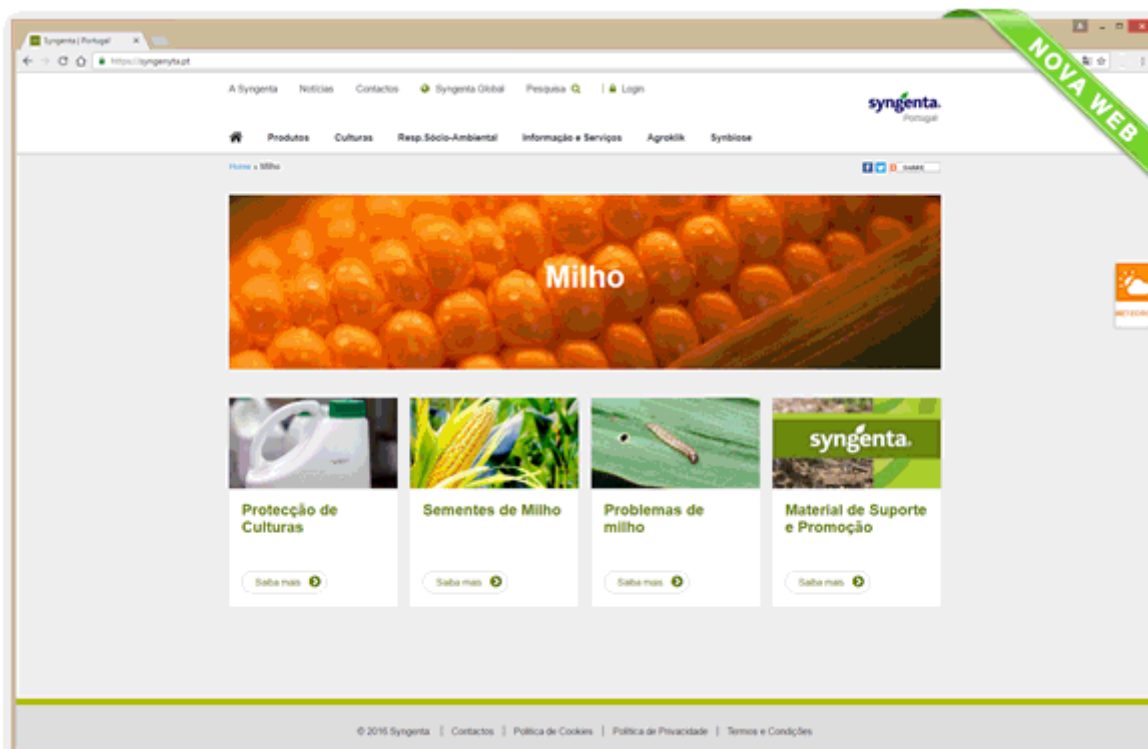 Syngenta | Portugal
https://syngenyta.pt
NOVA WEB
A Syngenta Notícias Contactos Syngenta Global Pesquisa | Login
syngenta.
Portugal
Produtos Culturas Resp.Sócio-Ambiental Informação e Serviços Agroklik Synbiose
Home » Milho
SHARE
Milho
syngenta.
Protecção de
Culturas
Sementes de Milho
Problemas de
milho
Material de Suporte
e Promoção
Saiba mais
Saiba mais
Saiba mais
Saiba mais
© 2016 Syngenta | Contactos | Política de Cookies | Política de Privacidade | Termos e Condições